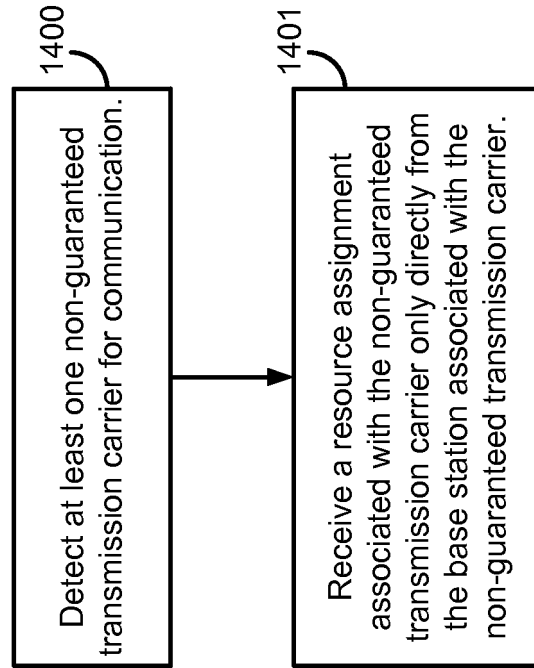 1400
Detect at least one non-guaranteed
transmission carrier for communication.
1401
Receive a resource assignment
associated with the non-guaranteed
transmission carrier only directly from
the base station associated with the
non-guaranteed transmission carrier.